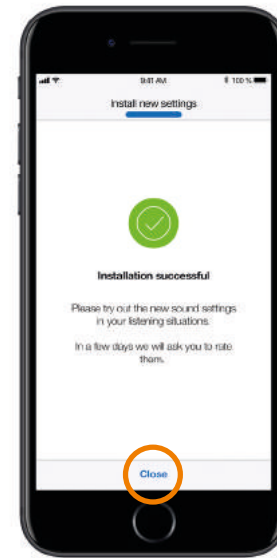 9:41 AM 100 %
Install new settings
Installation successful
Please try out the new sound settings
in your listening situations.
In a few days we will ask you to rate
them.
Close